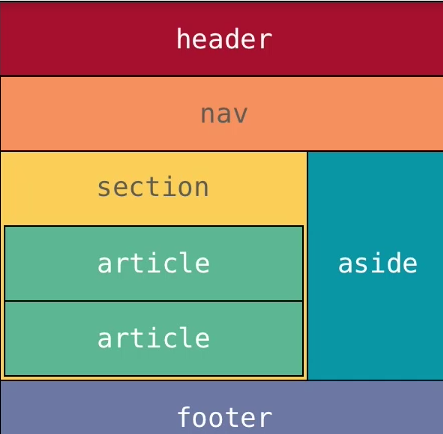 header
nav
section
article
aside
article
footer